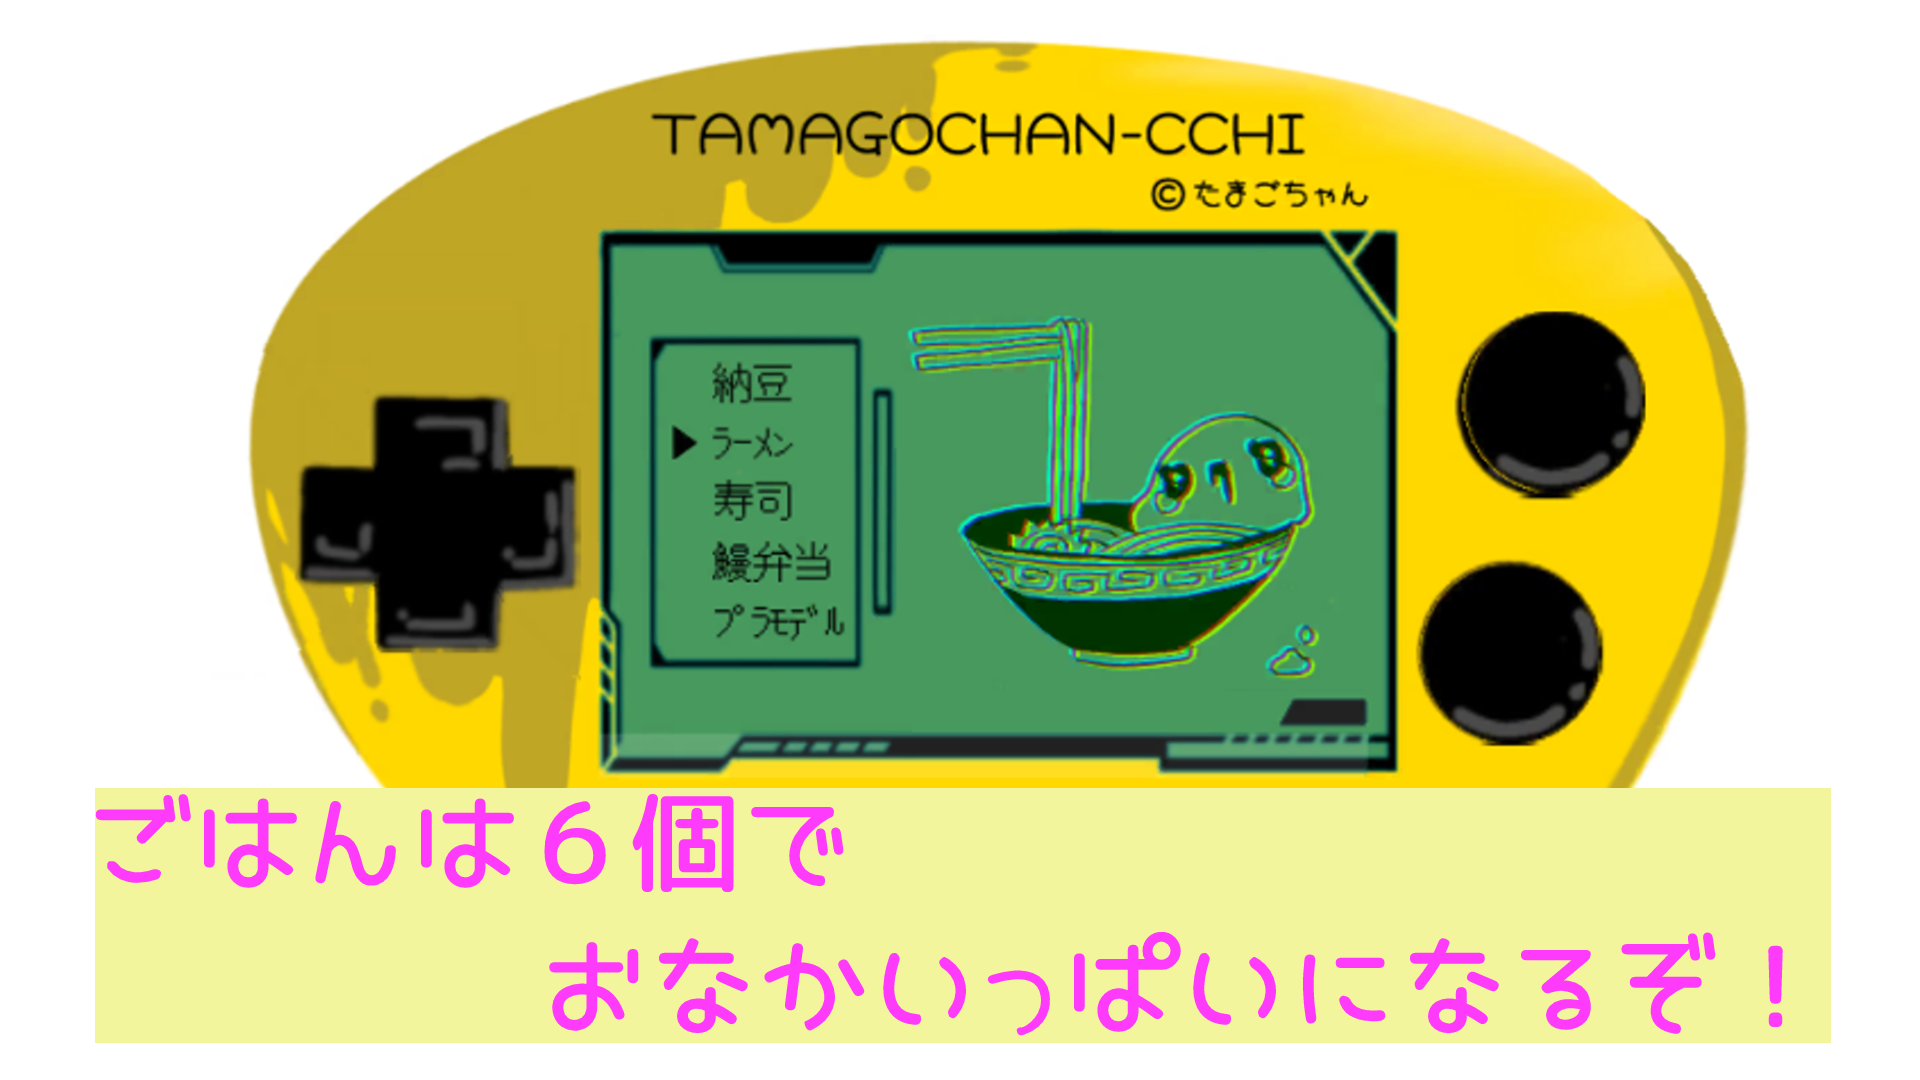 TAMAGOCHAN-CCHI
©たまごちゃん
納豆
▶ラーメン
寿司
鰻弁当
プラモデル
ごはんは6個で
おなかいっぱいになるぞ！